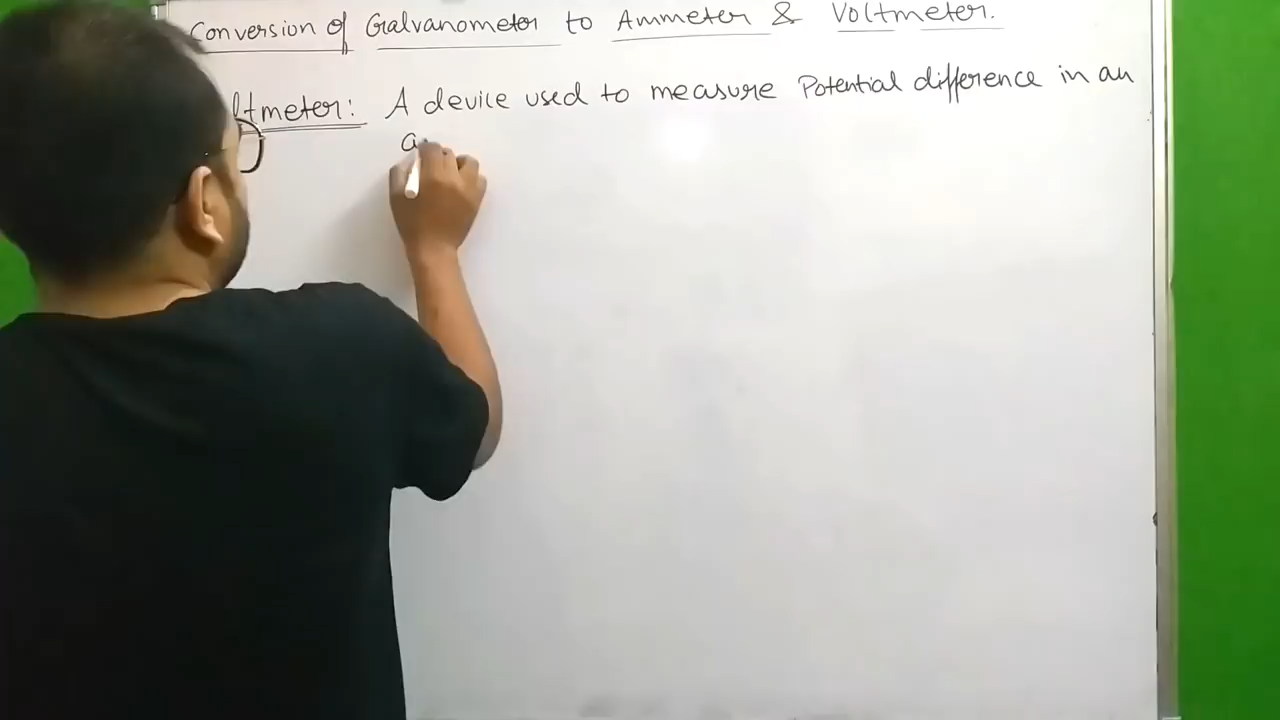 Conversion of Galvanometer to Ammeter & Voltmeter.
ltmeter: A device used to measure Potential difference in an
a